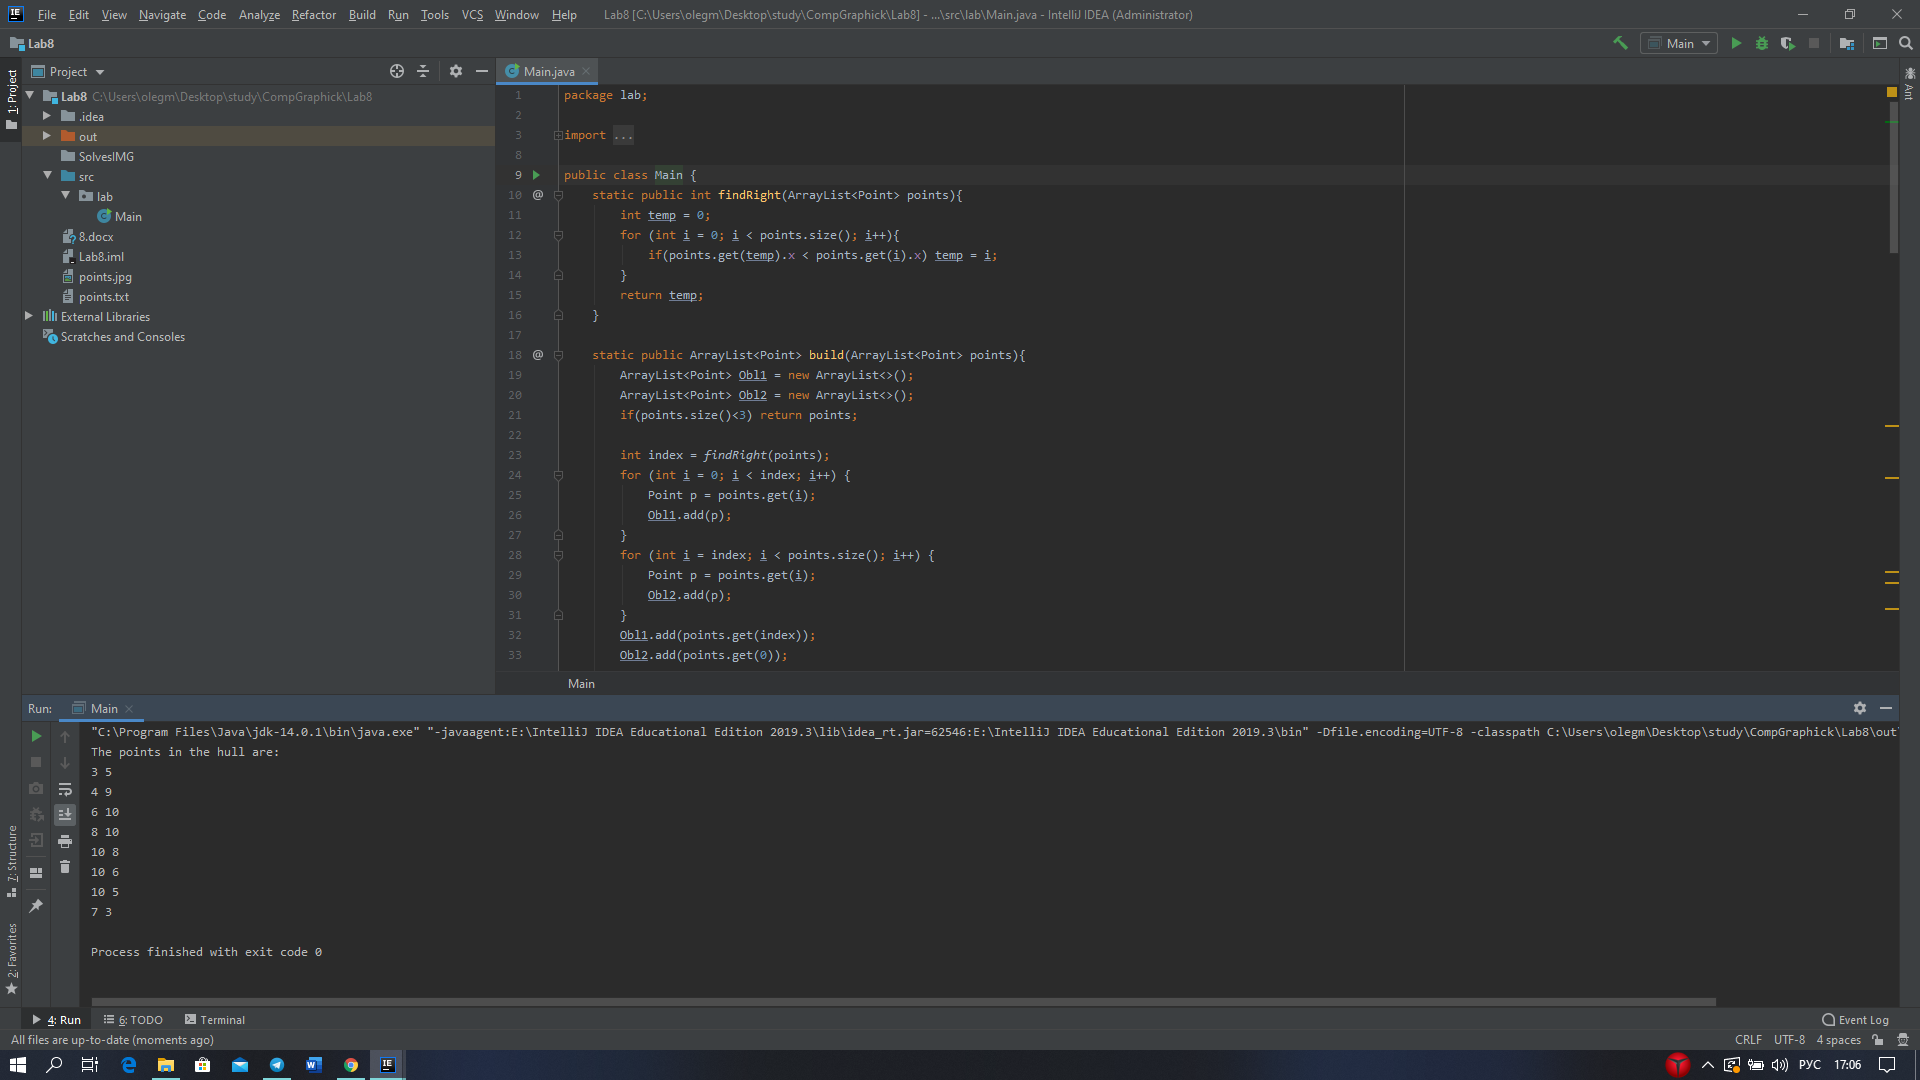 File Edit View Navigate Code Analyze Refactor Build Run Tools VCS Window Help Lab8 [C:\Users\olegm\Desktop\study\CompGraphick\Lab8] - ...\src\lab\Main.java - IntelliJ IDEA (Administrator)
Lab8
Main
1: Project
Project
Main.java
Ant
Lab8 C:\Users\olegm\Desktop\study\CompGraphick\Lab8
.idea
out
SolvesIMG
src
lab
Main
8.docx
Lab8.iml
points.jpg
points.txt
External Libraries
Scratches and Consoles
1 package lab;
2
3 import ...
8
9 public class Main {
10 @ static public int findRight(ArrayList<Point> points){
11 int temp = 0;
12 for (int i = 0; i < points.size(); i++){
13 if(points.get(temp).x < points.get(i).x) temp = i;
14 }
15 return temp;
16 }
17
18 @ static public ArrayList<Point> build(ArrayList<Point> points){
19 ArrayList<Point> Obl1 = new ArrayList<>();
20 ArrayList<Point> Obl2 = new ArrayList<>();
21 if(points.size()<3) return points;
22
23 int index = findRight(points);
24 for (int i = 0; i < index; i++) {
25 Point p = points.get(i);
26 Obl1.add(p);
27 }
28 for (int i = index; i < points.size(); i++) {
29 Point p = points.get(i);
30 Obl2.add(p);
31 }
32 Obl1.add(points.get(index));
33 Obl2.add(points.get(0));
Main
Run: Main
"C:\Program Files\Java\jdk-14.0.1\bin\java.exe" "-javaagent:E:\IntelliJ IDEA Educational Edition 2019.3\lib\idea_rt.jar=62546:E:\IntelliJ IDEA Educational Edition 2019.3\bin" -Dfile.encoding=UTF-8 -classpath C:\Users\olegm\Desktop\study\CompGraphick\Lab8\out
The points in the hull are:
3 5
4 9
6 10
8 10
10 8
10 6
10 5
7 3
Process finished with exit code 0
7: Structure
2: Favorites
4: Run 6: TODO Terminal Event Log
All files are up-to-date (moments ago) CRLF UTF-8 4 spaces
РУС 17:06